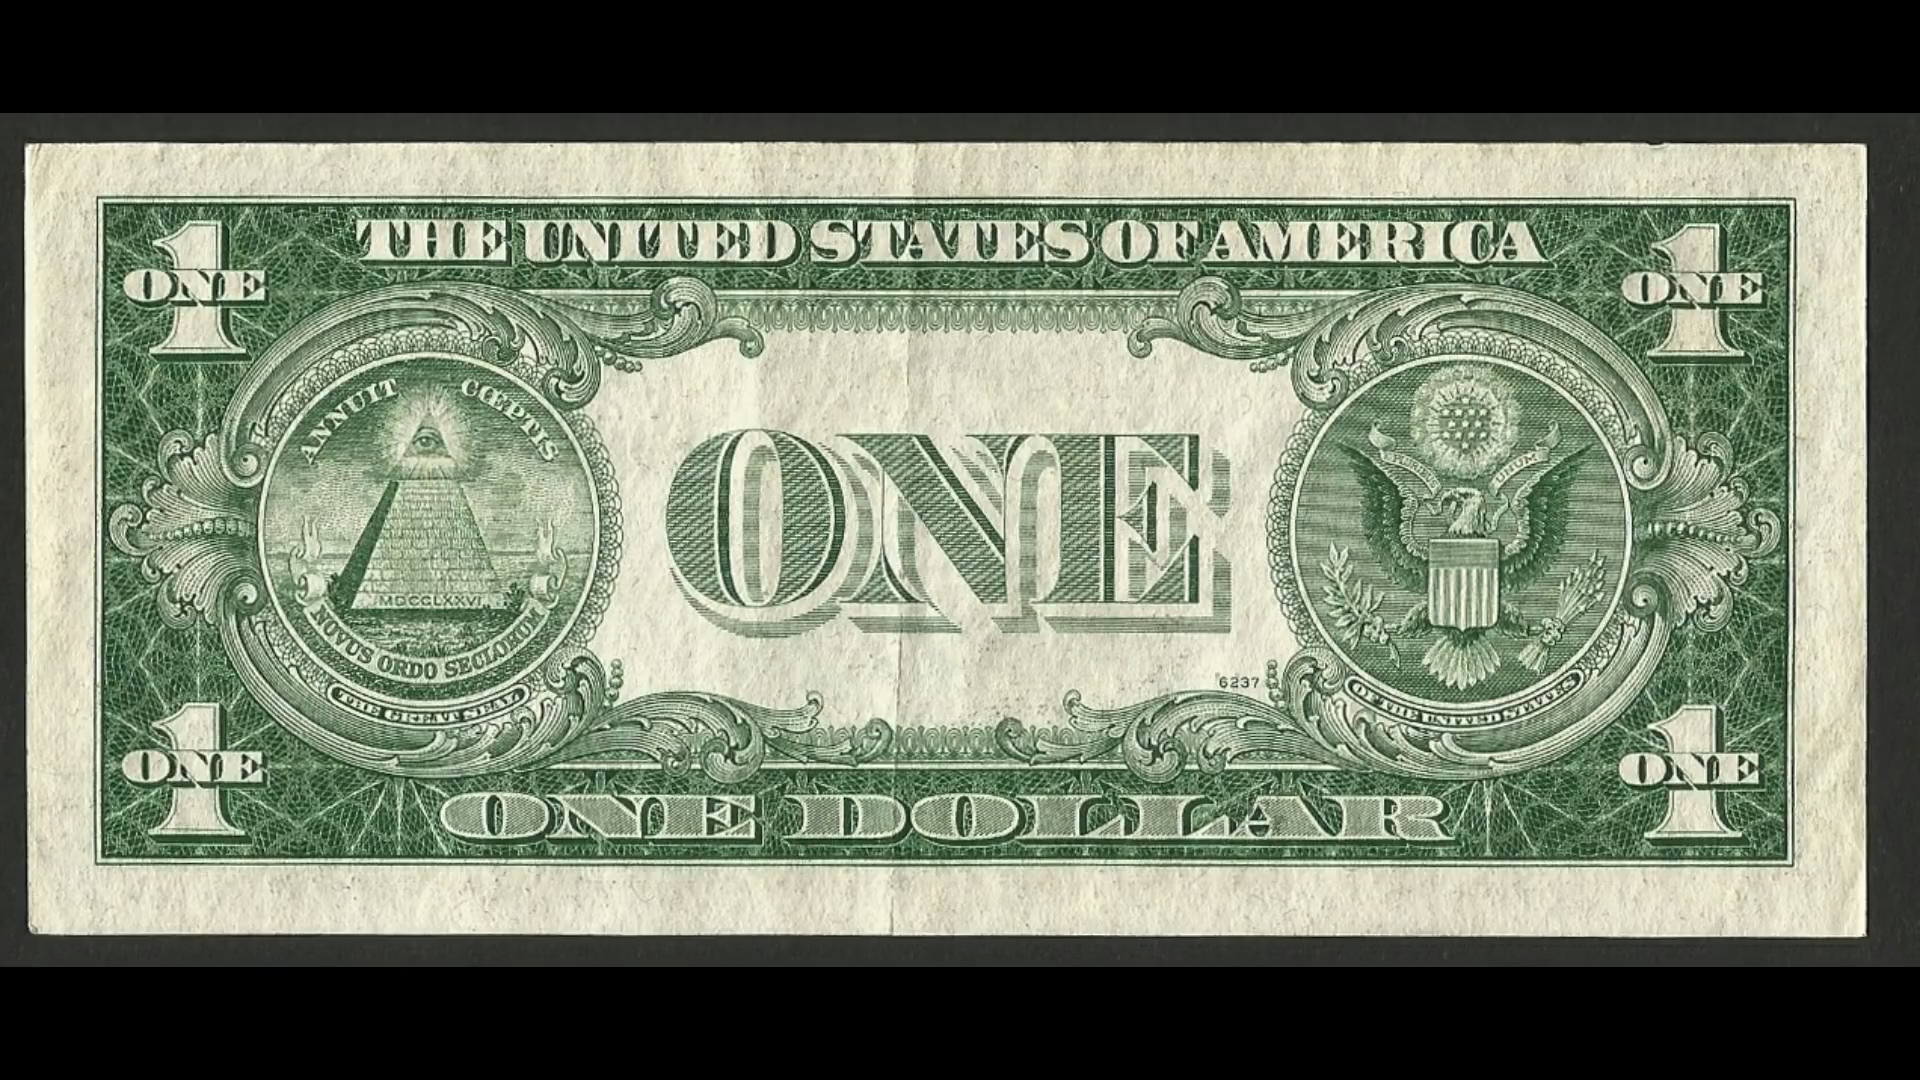 THE UNITED STATES OF AMERICA
1
ONE
1
ONE
ANNUIT CŒPTIS
MDCCLXXVI
NOVUS ORDO SECLORUM
THE GREAT SEAL
ONE
UNUM
6237
OF THE UNITED STATES
1
ONE
1
ONE
ONE DOLLAR